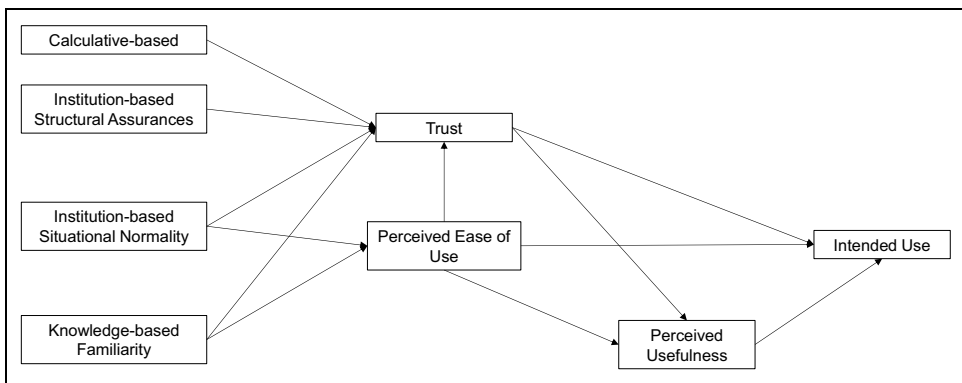 Calculative-based
Institution-based
Structural Assurances
Trust
Institution-based
Situational Normality
Perceived Ease of
Use
Intended Use
Knowledge-based
Familiarity
Perceived
Usefulness